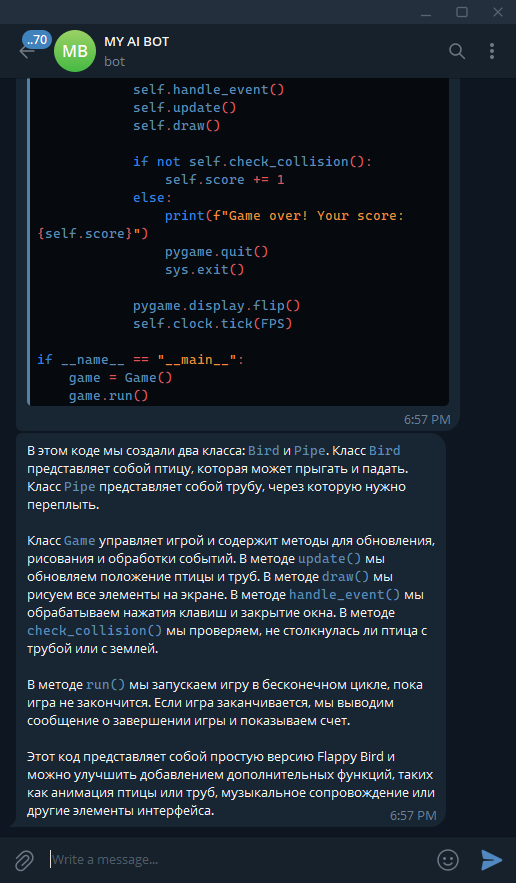 ..70
MB
MY AI BOT
bot
self.handle_event()
self.update()
self.draw()
if not self.check_collision():
self.score += 1
else:
print(f"Game over! Your score:
{self.score}")
pygame.quit()
sys.exit()
pygame.display.flip()
self.clock.tick(FPS)
if __name__ == "__main__":
game = Game()
game.run()
6:57 PM
В этом коде мы создали два класса: Bird и Pipe. Класс Bird
представляет собой птицу, которая может прыгать и падать.
Класс Pipe представляет собой трубу, через которую нужно
переплыть.
Класс Game управляет игрой и содержит методы для обновления,
рисования и обработки событий. В методе update() мы
обновляем положение птицы и труб. В методе draw() мы
рисуем все элементы на экране. В методе handle_event() мы
обрабатываем нажатия клавиш и закрытие окна. В методе
check_collision() мы проверяем, не столкнулась ли птица с
трубой или с землей.
В методе run() мы запускаем игру в бесконечном цикле, пока
игра не закончится. Если игра заканчивается, мы выводим
сообщение о завершении игры и показываем счет.
Этот код представляет собой простую версию Flappy Bird и
можно улучшить добавлением дополнительных функций, таких
как анимация птицы или труб, музыкальное сопровождение или
другие элементы интерфейса.
6:57 PM
Write a message...